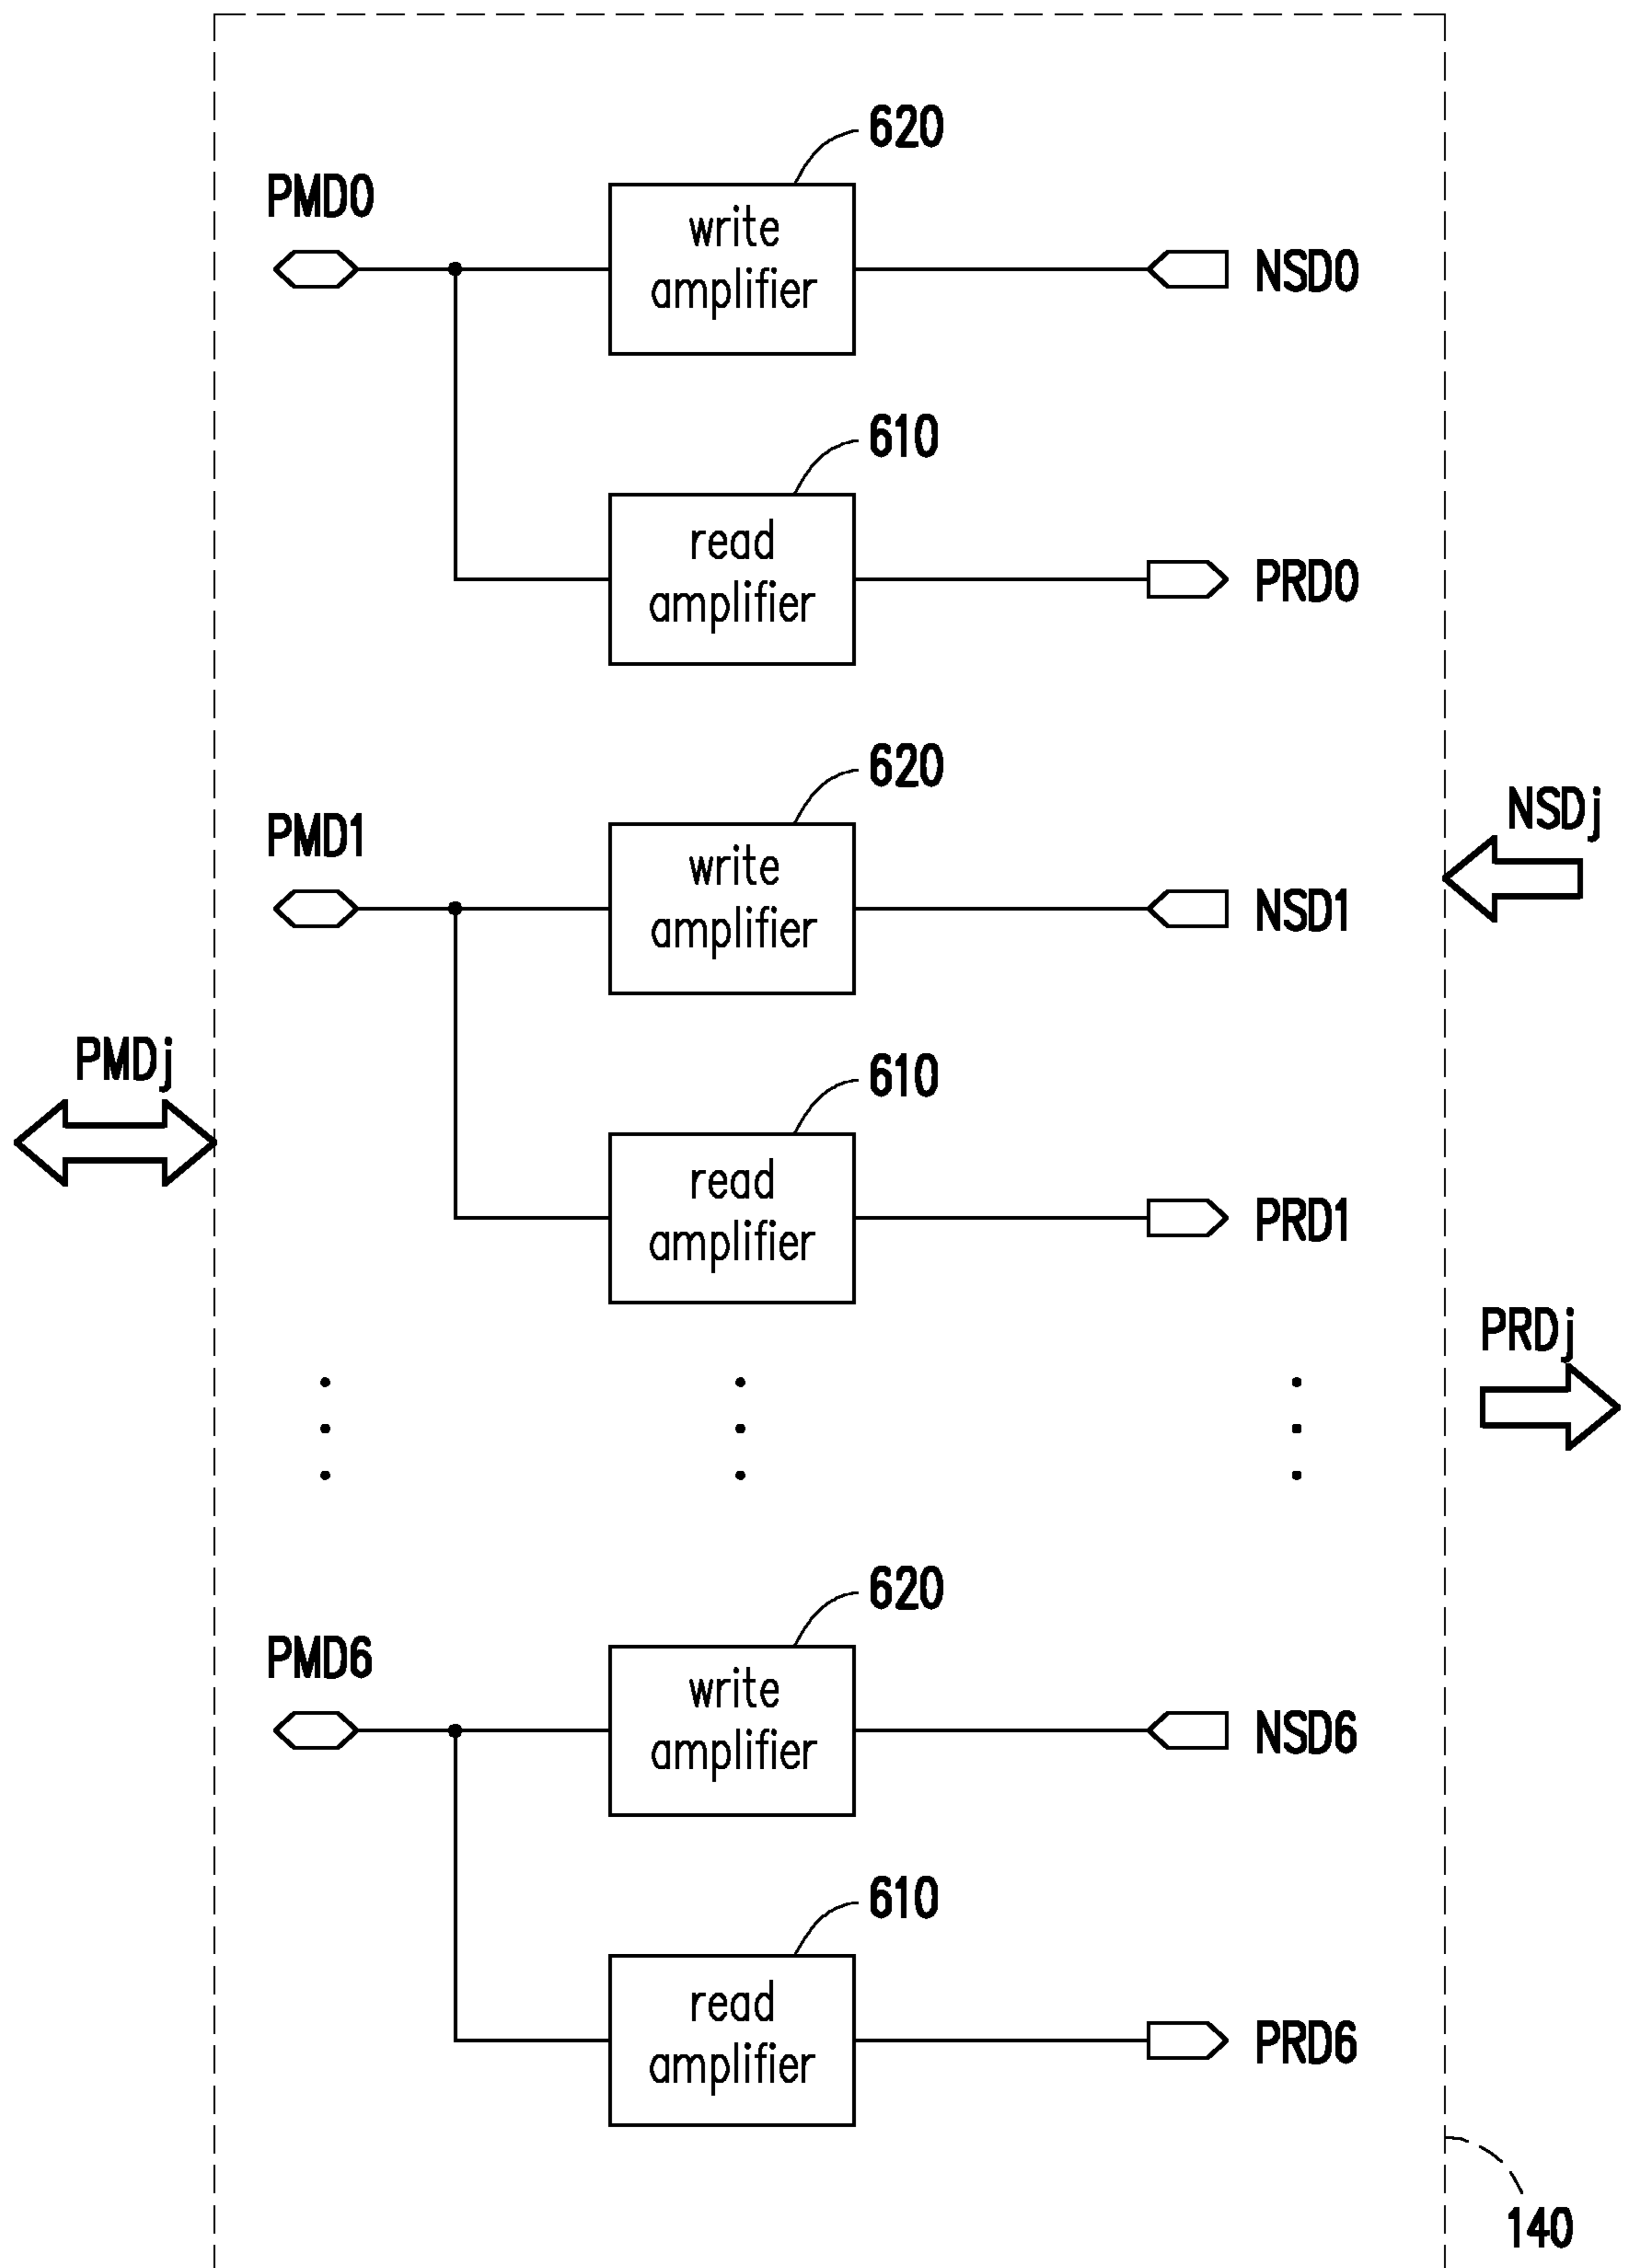 620
PMD0
write
amplifier
NSD0
610
read
amplifier
PRD0
620
PMD1
write
amplifier
NSD1
NSDj
610
PMDj
read
amplifier
PRD1
PRDj
620
PMD6
write
amplifier
NSD6
610
read
amplifier
PRD6
140